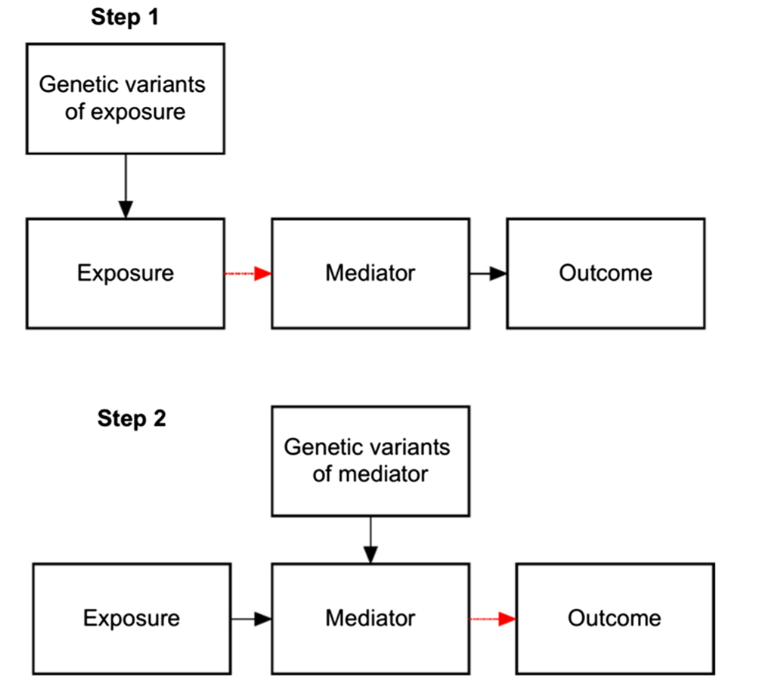 Step 1
Genetic variants
of exposure
Exposure
Mediator
Outcome
Step 2
Genetic variants
of mediator
Exposure
Mediator
Outcome